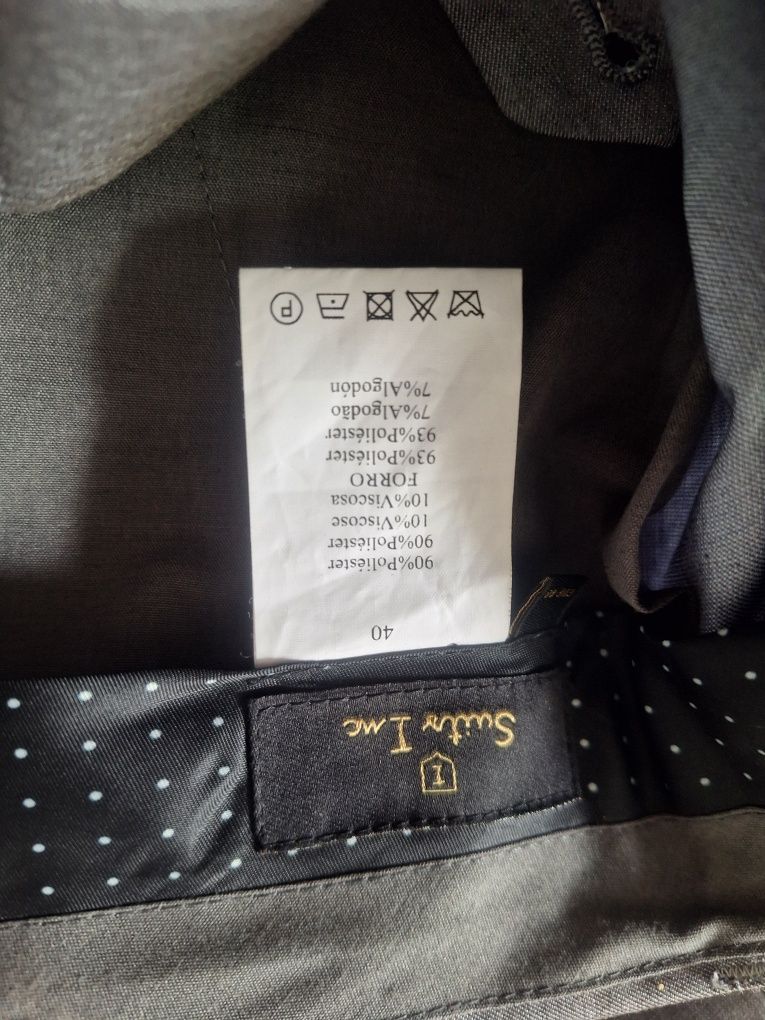 Suits Inc
40
90%Poliéster
90%Poliéster
10%Viscose
10%Viscosa
FORRO
93%Poliéster
93%Poliéster
7%Algodão
7%Algodón
P